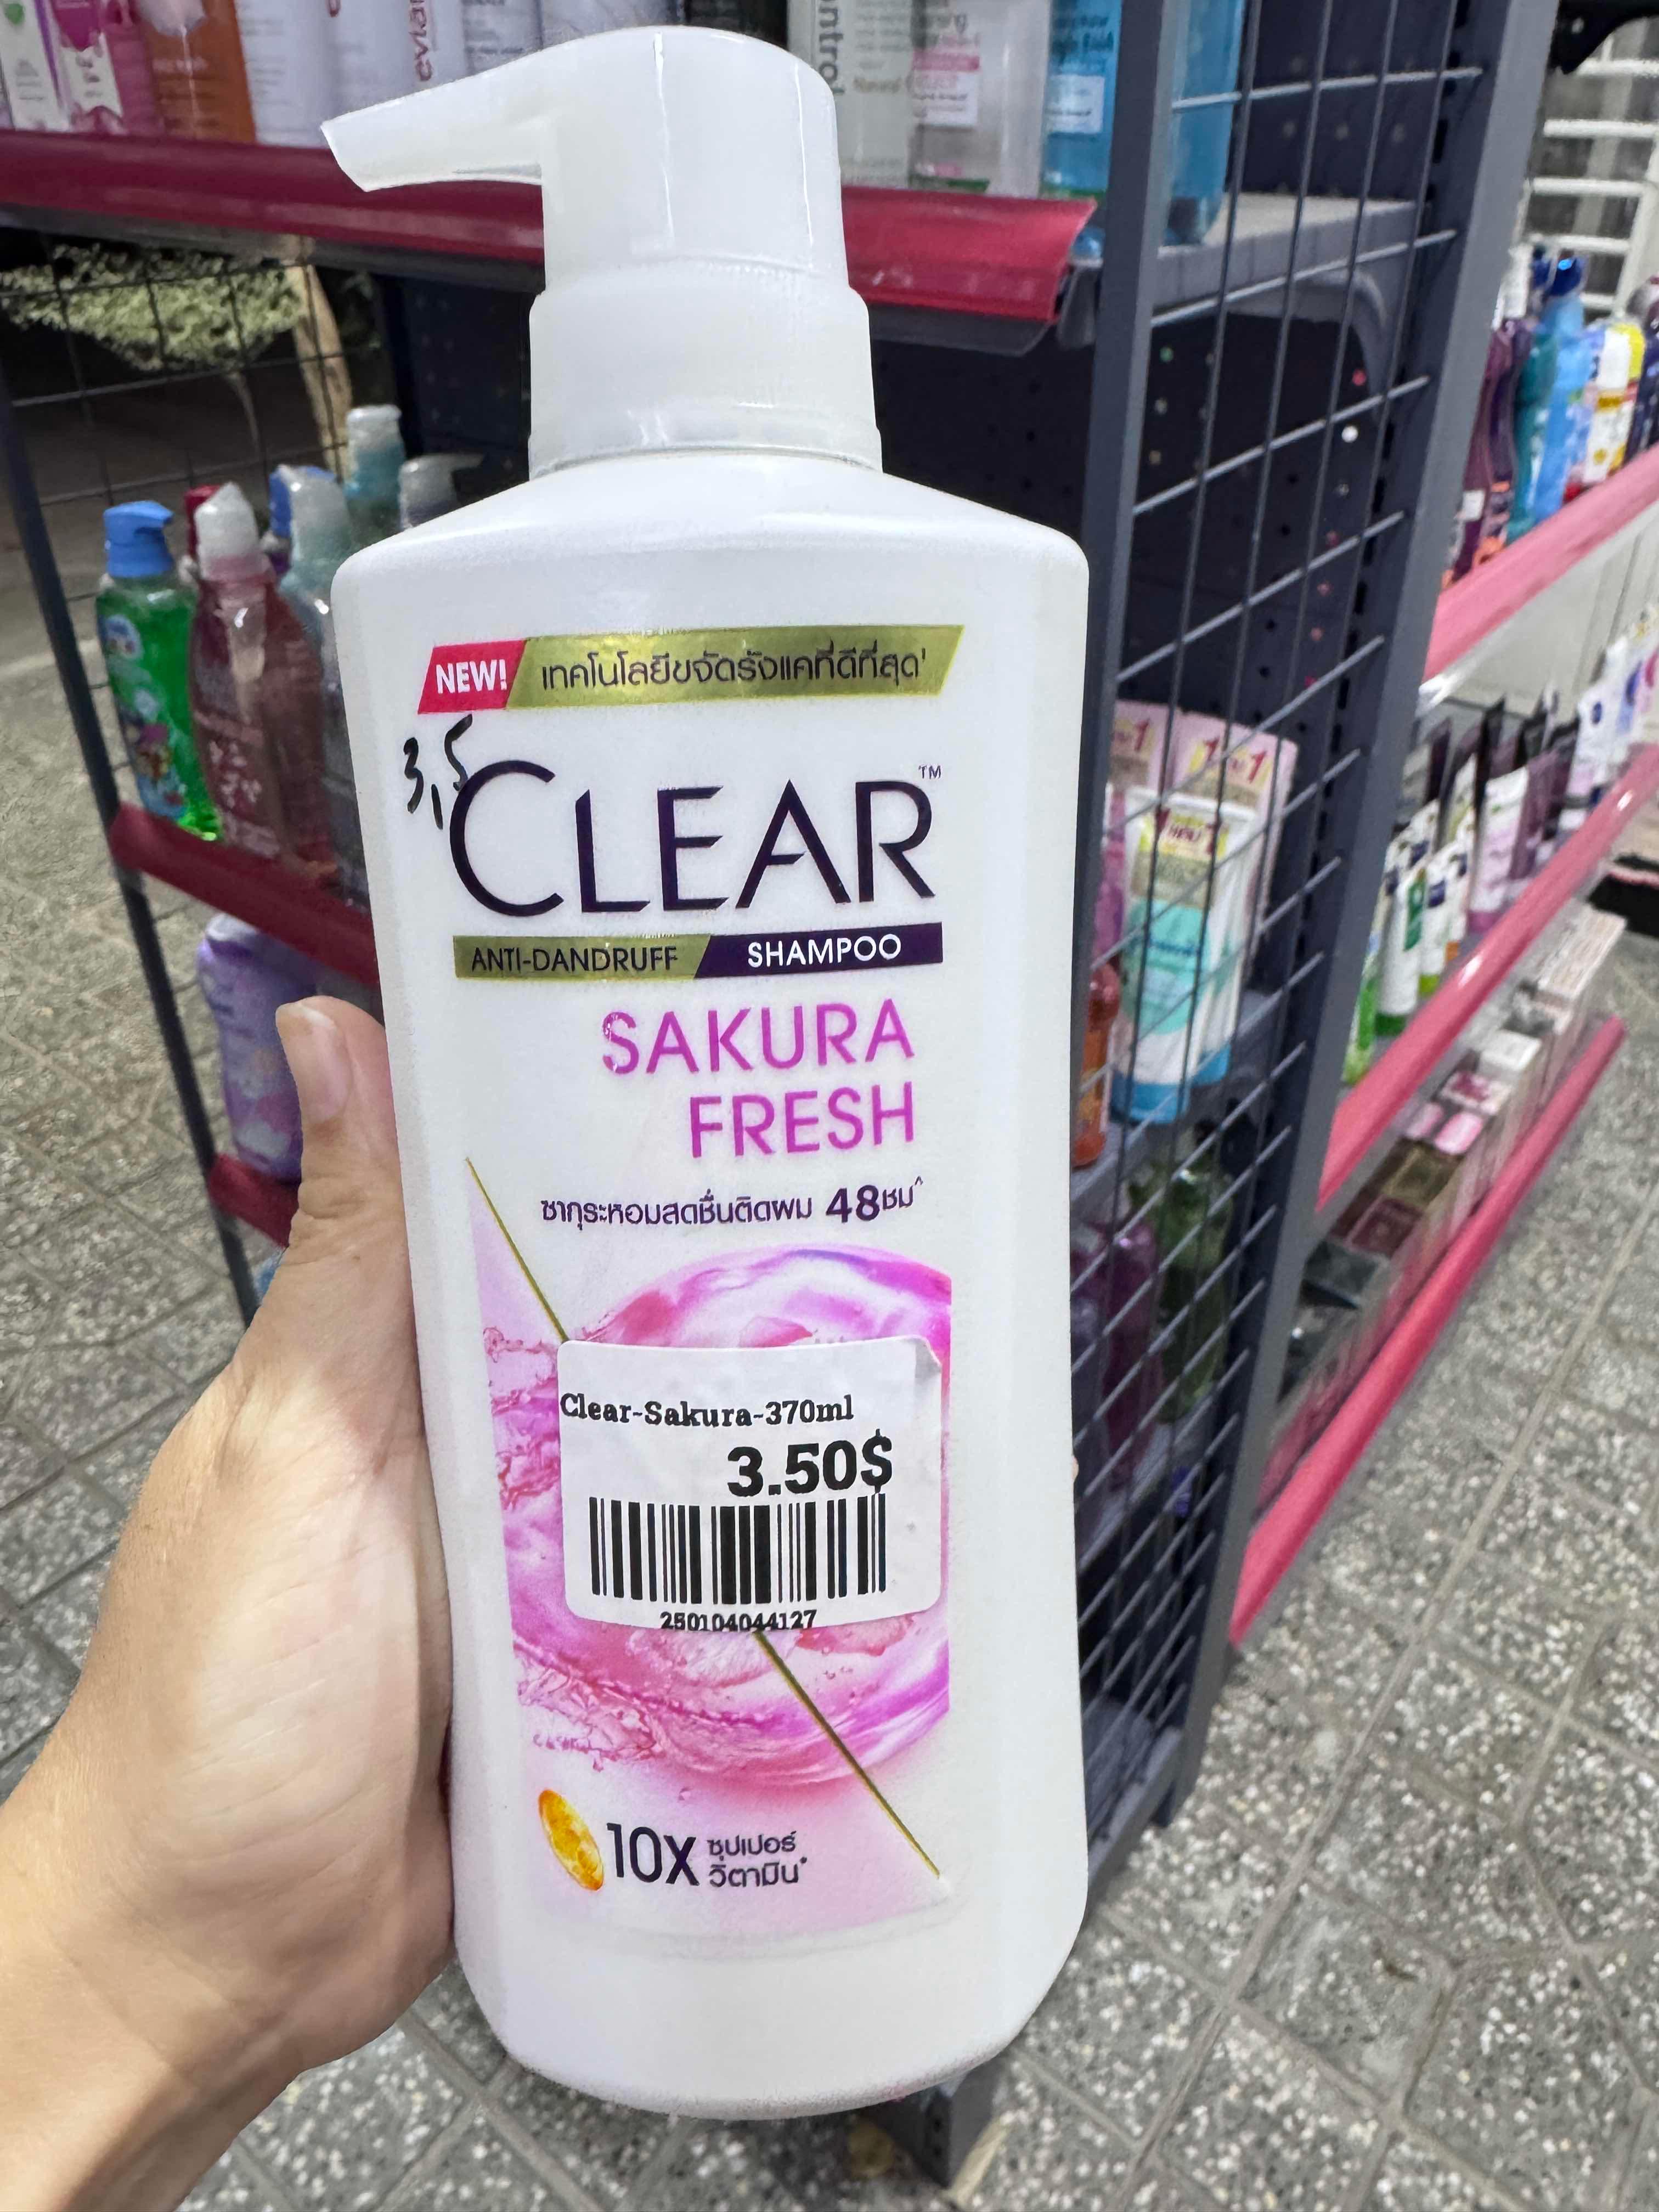 evian
NEW! เทคโนโลยีขจัดรังแคที่ดีที่สุด¹
3,5
CLEAR™
ANTI-DANDRUFF SHAMPOO
SAKURA
FRESH
ซากุระหอมสดชื่นติดผม 48ชม^
Clear-Sakura-370ml
3.50$
250104044127
10X ซุปเปอร์
วิตามิน*